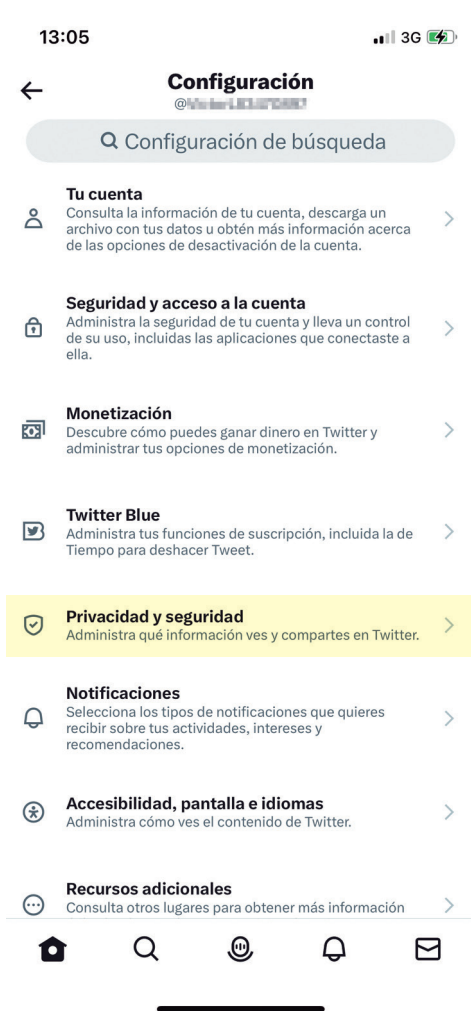 13:05
3G
Configuración
@
Configuración de búsqueda
Tu cuenta
Consulta la información de tu cuenta, descarga un
archivo con tus datos u obtén más información acerca
de las opciones de desactivación de la cuenta.
Seguridad y acceso a la cuenta
Administra la seguridad de tu cuenta y lleva un control
de su uso, incluidas las aplicaciones que conectaste a
ella.
Monetización
Descubre cómo puedes ganar dinero en Twitter y
administrar tus opciones de monetización.
Twitter Blue
Administra tus funciones de suscripción, incluida la de
Tiempo para deshacer Tweet.
Privacidad y seguridad
Administra qué información ves y compartes en Twitter.
Notificaciones
Selecciona los tipos de notificaciones que quieres
recibir sobre tus actividades, intereses y
recomendaciones.
Accesibilidad, pantalla e idiomas
Administra cómo ves el contenido de Twitter.
Recursos adicionales
Consulta otros lugares para obtener más información